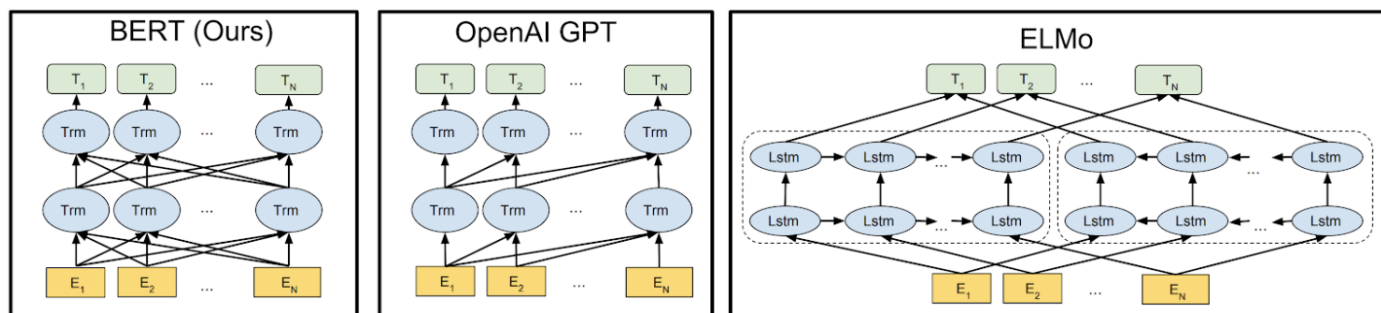 BERT (Ours)
T1 T2 ... TN
Trm Trm ... Trm
Trm Trm ... Trm
E1 E2 ... EN
OpenAI GPT
T1 T2 ... TN
Trm Trm ... Trm
Trm Trm ... Trm
E1 E2 ... EN
ELMo
T1 T2 ... TN
Lstm Lstm ... Lstm Lstm Lstm ... Lstm
Lstm Lstm ... Lstm Lstm Lstm ... Lstm
E1 E2 ... EN